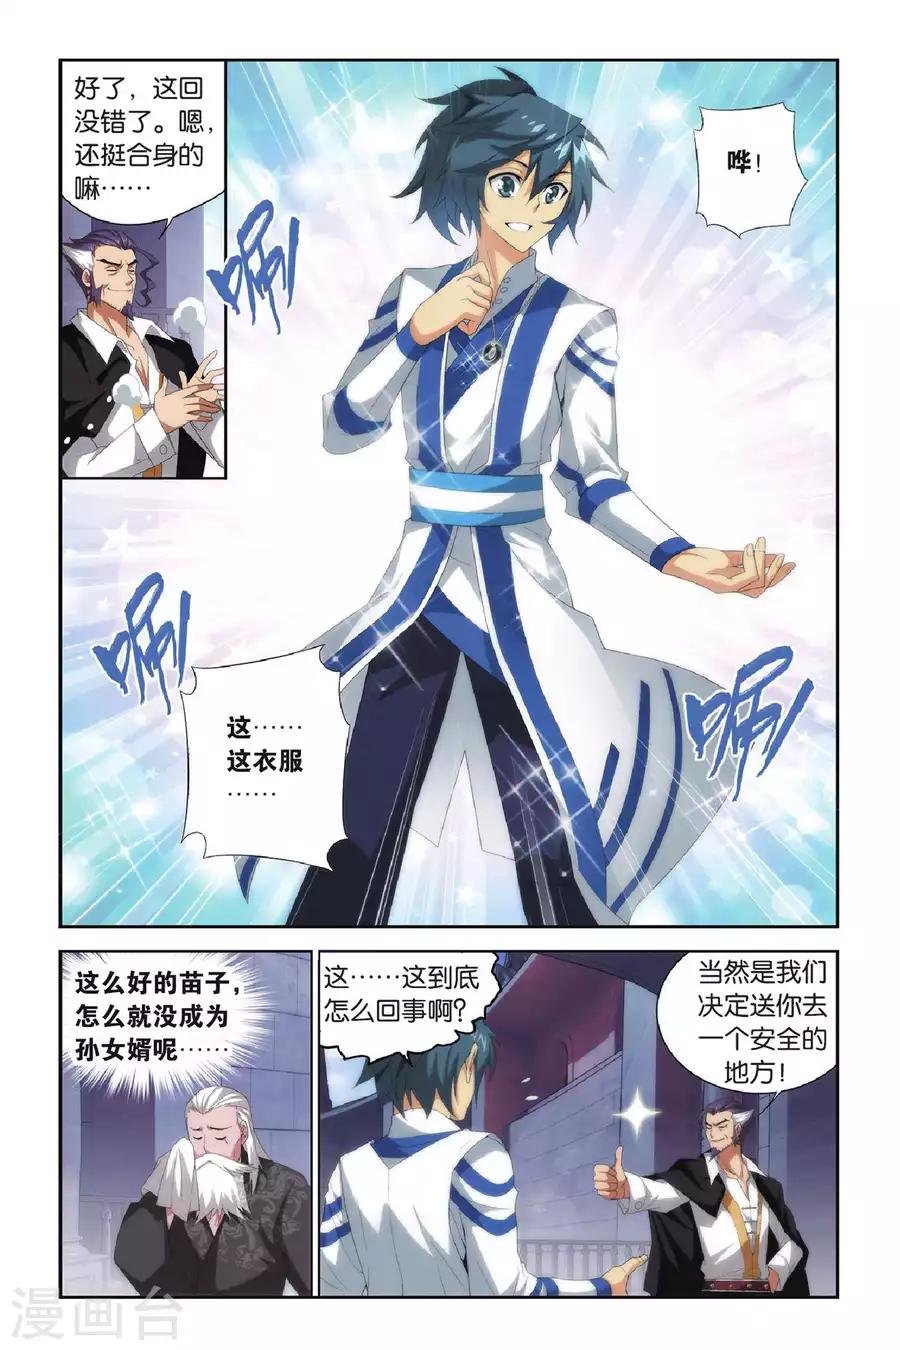 好了，这回
没错了。嗯，
还挺合身的
嘛……
哗！
唰
唰
唰
这……
这衣服
……
这么好的苗子，
怎么就没成为
孙女婿呢……
这……这到底
怎么回事啊？
当然是我们
决定送你去
一个安全的
地方！
漫画台